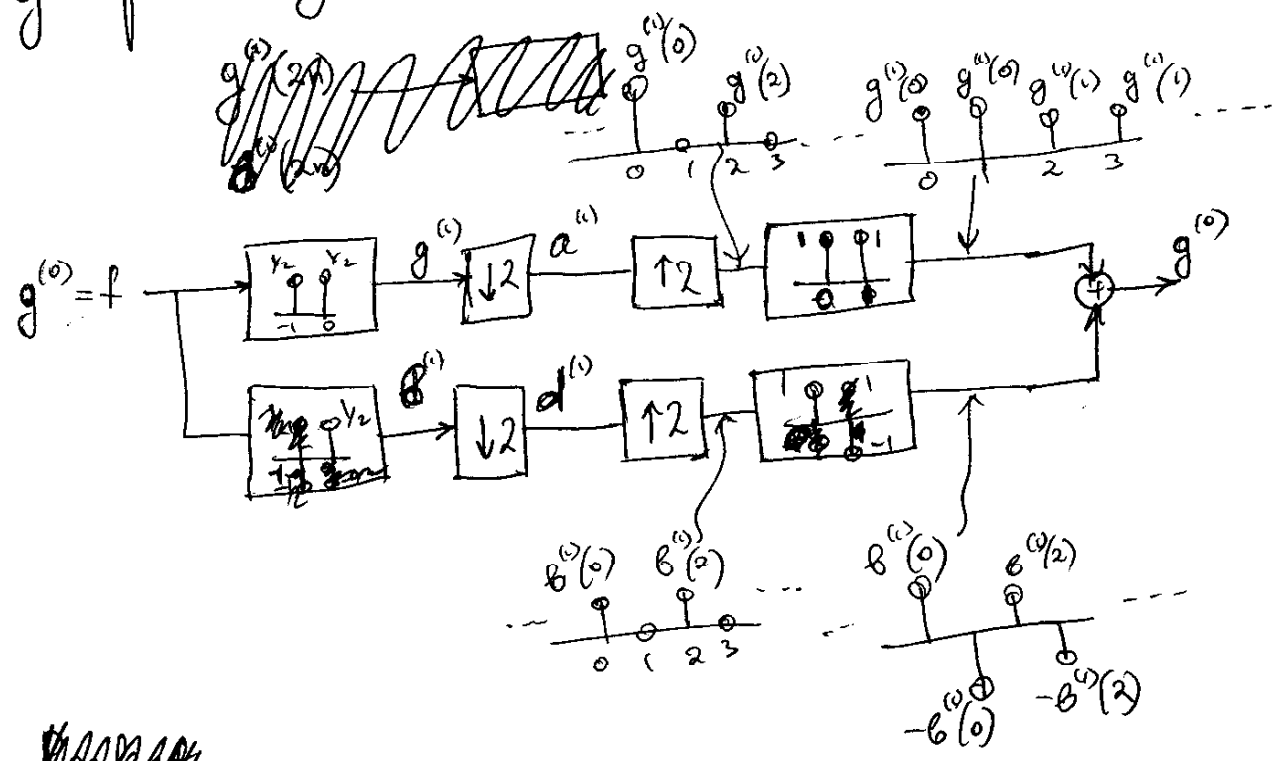 g⁽¹⁾(0) g⁽¹⁾(2)
0 1 2 3
g⁽¹⁾(0) g⁽¹⁾(0) g⁽¹⁾(1) g⁽¹⁾(1)
0 2 3
g⁽⁰⁾ = f
½ ½
-1 0
g⁽¹⁾ ↓2 a⁽¹⁾ ↑2
1 1
0
+ g⁽⁰⁾
½
b⁽¹⁾ ↓2 d⁽¹⁾ ↑2
1
-1
b⁽¹⁾(0)
0 1 2 3
b⁽¹⁾(0) b⁽¹⁾(2)
-b⁽¹⁾(0) -b⁽¹⁾(2)